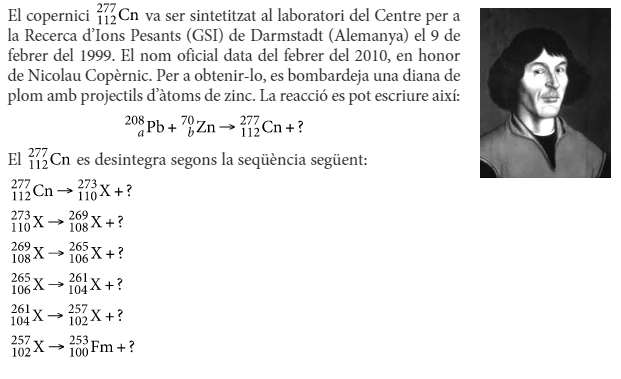 El copernici ²⁷⁷₁₁₂Cn va ser sintetitzat al laboratori del Centre per a
la Recerca d’Ions Pesants (GSI) de Darmstadt (Alemanya) el 9 de
febrer del 1999. El nom oficial data del febrer del 2010, en honor
de Nicolau Copèrnic. Per a obtenir-lo, es bombardeja una diana de
plom amb projectils d’àtoms de zinc. La reacció es pot escriure així:
²⁰⁸ₐPb + ⁷⁰_bZn → ²⁷⁷₁₁₂Cn + ?
El ²⁷⁷₁₁₂Cn es desintegra segons la seqüència següent:
²⁷⁷₁₁₂Cn → ²⁷³₁₁₀X + ?
²⁷³₁₁₀X → ²⁶⁹₁₀₈X + ?
²⁶⁹₁₀₈X → ²⁶⁵₁₀₆X + ?
²⁶⁵₁₀₆X → ²⁶¹₁₀₄X + ?
²⁶¹₁₀₄X → ²⁵⁷₁₀₂X + ?
²⁵⁷₁₀₂X → ²⁵³₁₀₀Fm + ?